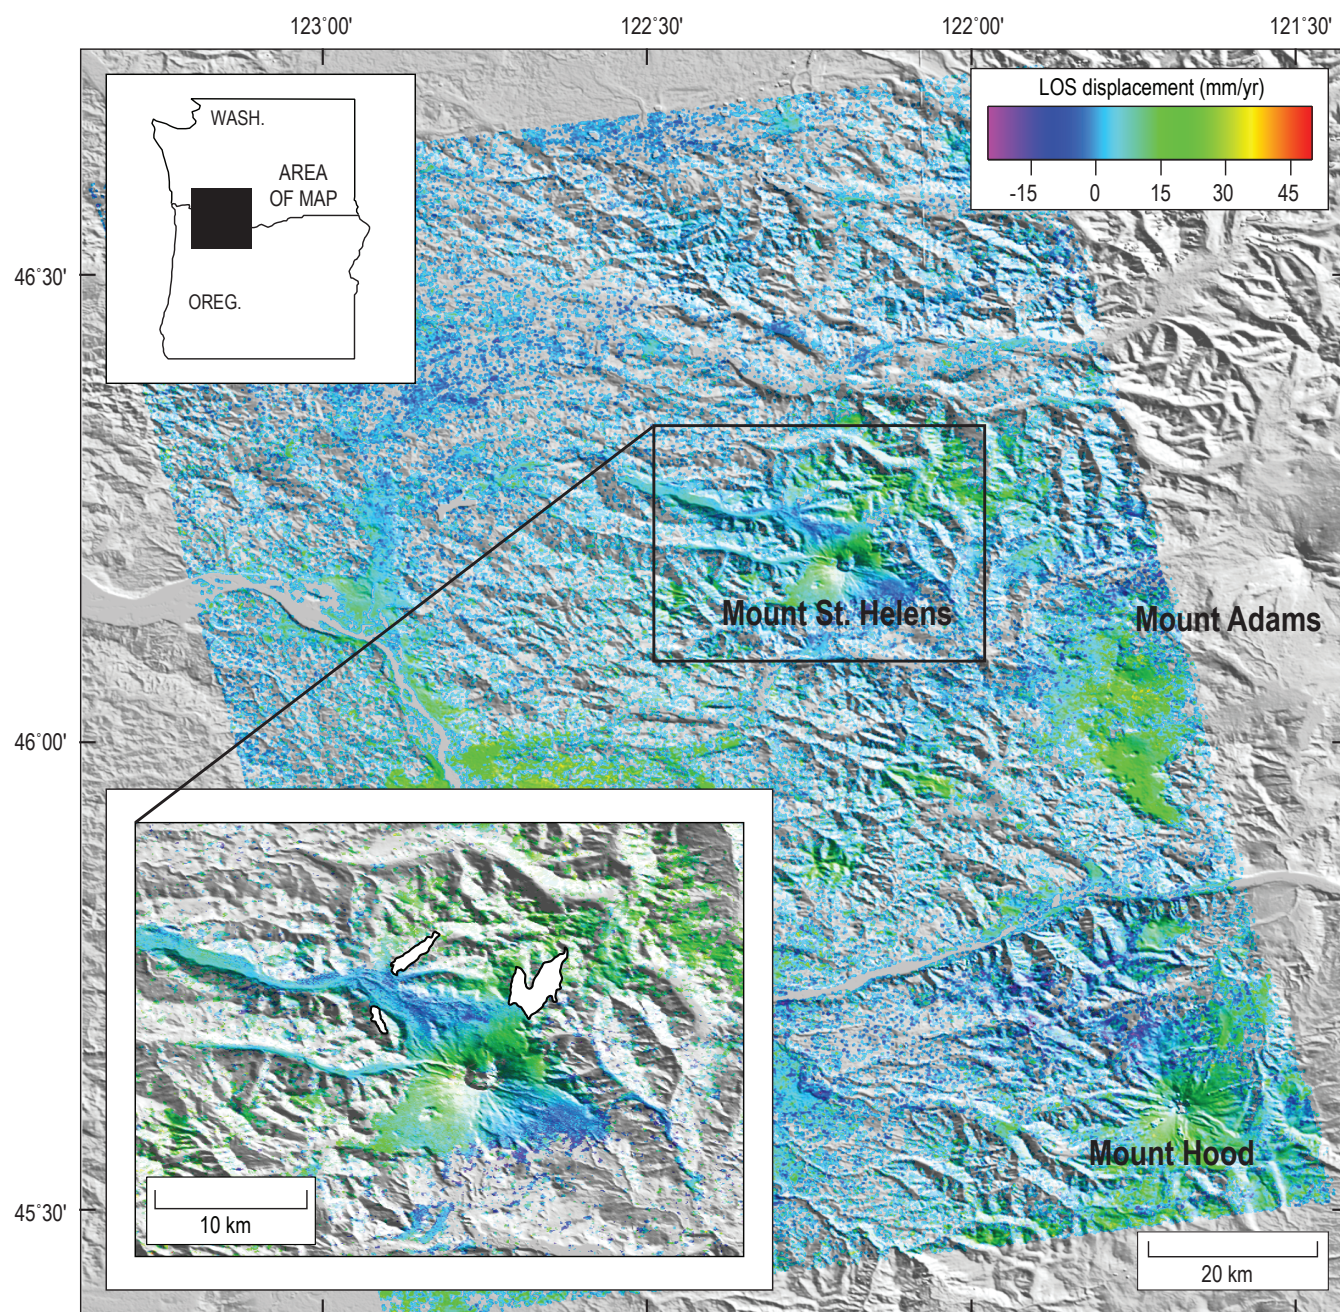 123°00'
122°30'
122°00'
121°30'
WASH.
AREA
OF MAP
OREG.
LOS displacement (mm/yr)
-15
0
15
30
45
46°30'
Mount St. Helens
Mount Adams
46°00'
Mount Hood
45°30'
10 km
20 km